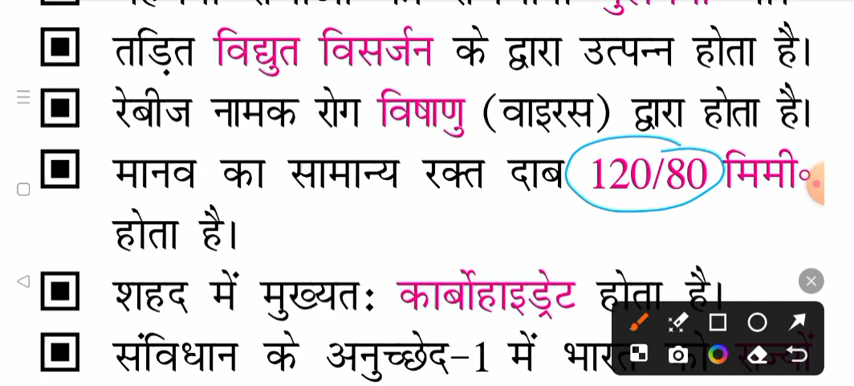 तड़ित विद्युत विसर्जन के द्वारा उत्पन्न होता है।
रेबीज नामक रोग विषाणु (वाइरस) द्वारा होता है।
मानव का सामान्य रक्त दाब 120/80 मिमी॰
होता है।
शहद में मुख्यतः कार्बोहाइड्रेट होता है।
संविधान के अनुच्छेद-1 में भारत को राज्यों